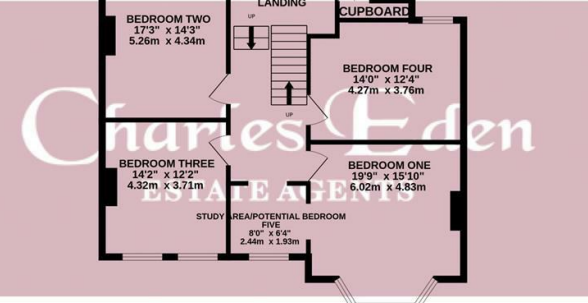 LANDING
CUPBOARD
BEDROOM TWO
17'3" x 14'3"
5.26m x 4.34m
UP
UP
BEDROOM FOUR
14'0" x 12'4"
4.27m x 3.76m
Charles Eden
ESTATE AGENTS
BEDROOM THREE
14'2" x 12'2"
4.32m x 3.71m
BEDROOM ONE
19'9" x 15'10"
6.02m x 4.83m
STUDY AREA/POTENTIAL BEDROOM
FIVE
8'0" x 6'4"
2.44m x 1.93m